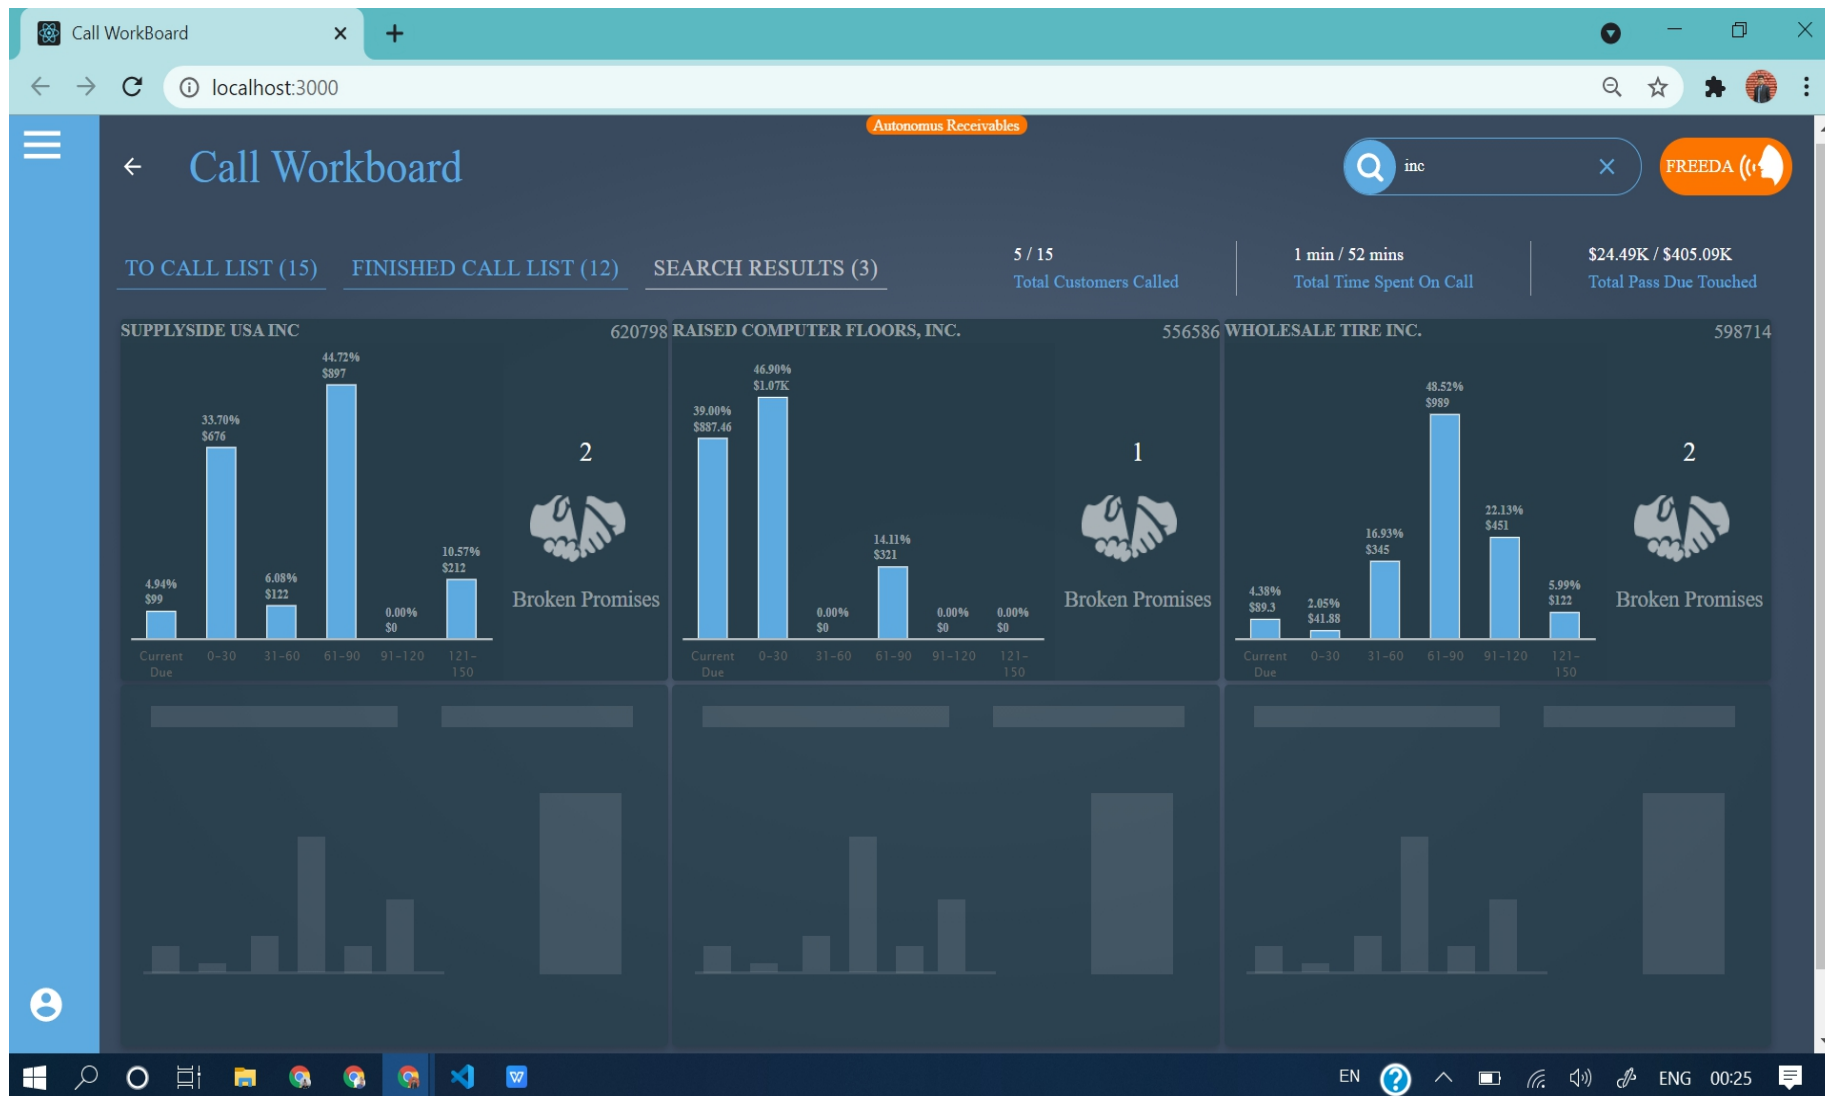 Call WorkBoard
localhost:3000
Autonomus Receivables
Call Workboard
inc
FREEDA
TO CALL LIST (15)
FINISHED CALL LIST (12)
SEARCH RESULTS (3)
5 / 15
Total Customers Called
1 min / 52 mins
Total Time Spent On Call
$24.49K / $405.09K
Total Pass Due Touched
SUPPLYSIDE USA INC
620798
44.72%
$897
33.70%
$676
10.57%
$212
4.94%
$99
6.08%
$122
0.00%
$0
Current Due
0-30
31-60
61-90
91-120
121-150
2
Broken Promises
RAISED COMPUTER FLOORS, INC.
556586
46.90%
$1.07K
39.00%
$887.46
14.11%
$321
0.00%
$0
0.00%
$0
0.00%
$0
Current Due
0-30
31-60
61-90
91-120
121-150
1
Broken Promises
WHOLESALE TIRE INC.
598714
48.52%
$989
22.13%
$451
16.93%
$345
4.38%
$89.3
2.05%
$41.88
5.99%
$122
Current Due
0-30
31-60
61-90
91-120
121-150
2
Broken Promises
W
EN
?
ENG
00:25